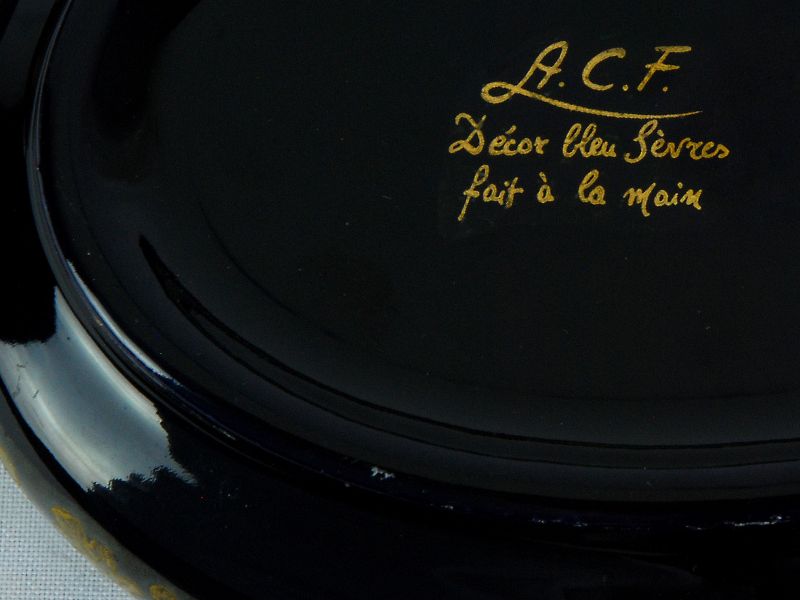 A.C.F.
Décor bleu Sèvres
fait à la main